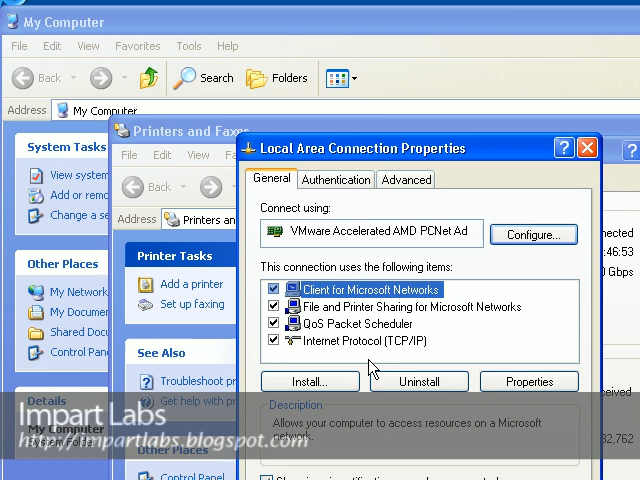 My Computer
File Edit View Favorites Tools Help
Back Search Folders
Address My Computer
System Tasks
View system
Add or remo
Change a se
Other Places
My Network
My Documen
Shared Docu
Control Pane
Details
My Computer
System Folder
Printers and Faxes
File Edit View Fa
Back
Address Printers an
Printer Tasks
Add a printer
Set up faxing
See Also
Troubleshoot pr
Get help with pr
Other Places
Control Panel
Local Area Connection Properties
General Authentication Advanced
Connect using:
VMware Accelerated AMD PCNet Ad
Configure...
This connection uses the following items:
Client for Microsoft Networks
File and Printer Sharing for Microsoft Networks
QoS Packet Scheduler
Internet Protocol (TCP/IP)
Install... Uninstall Properties
Description
Allows your computer to access resources on a Microsoft
network.
nnected
:46:53
0 Gbps
32,762
Impart Labs
http://impartlabs.blogspot.com